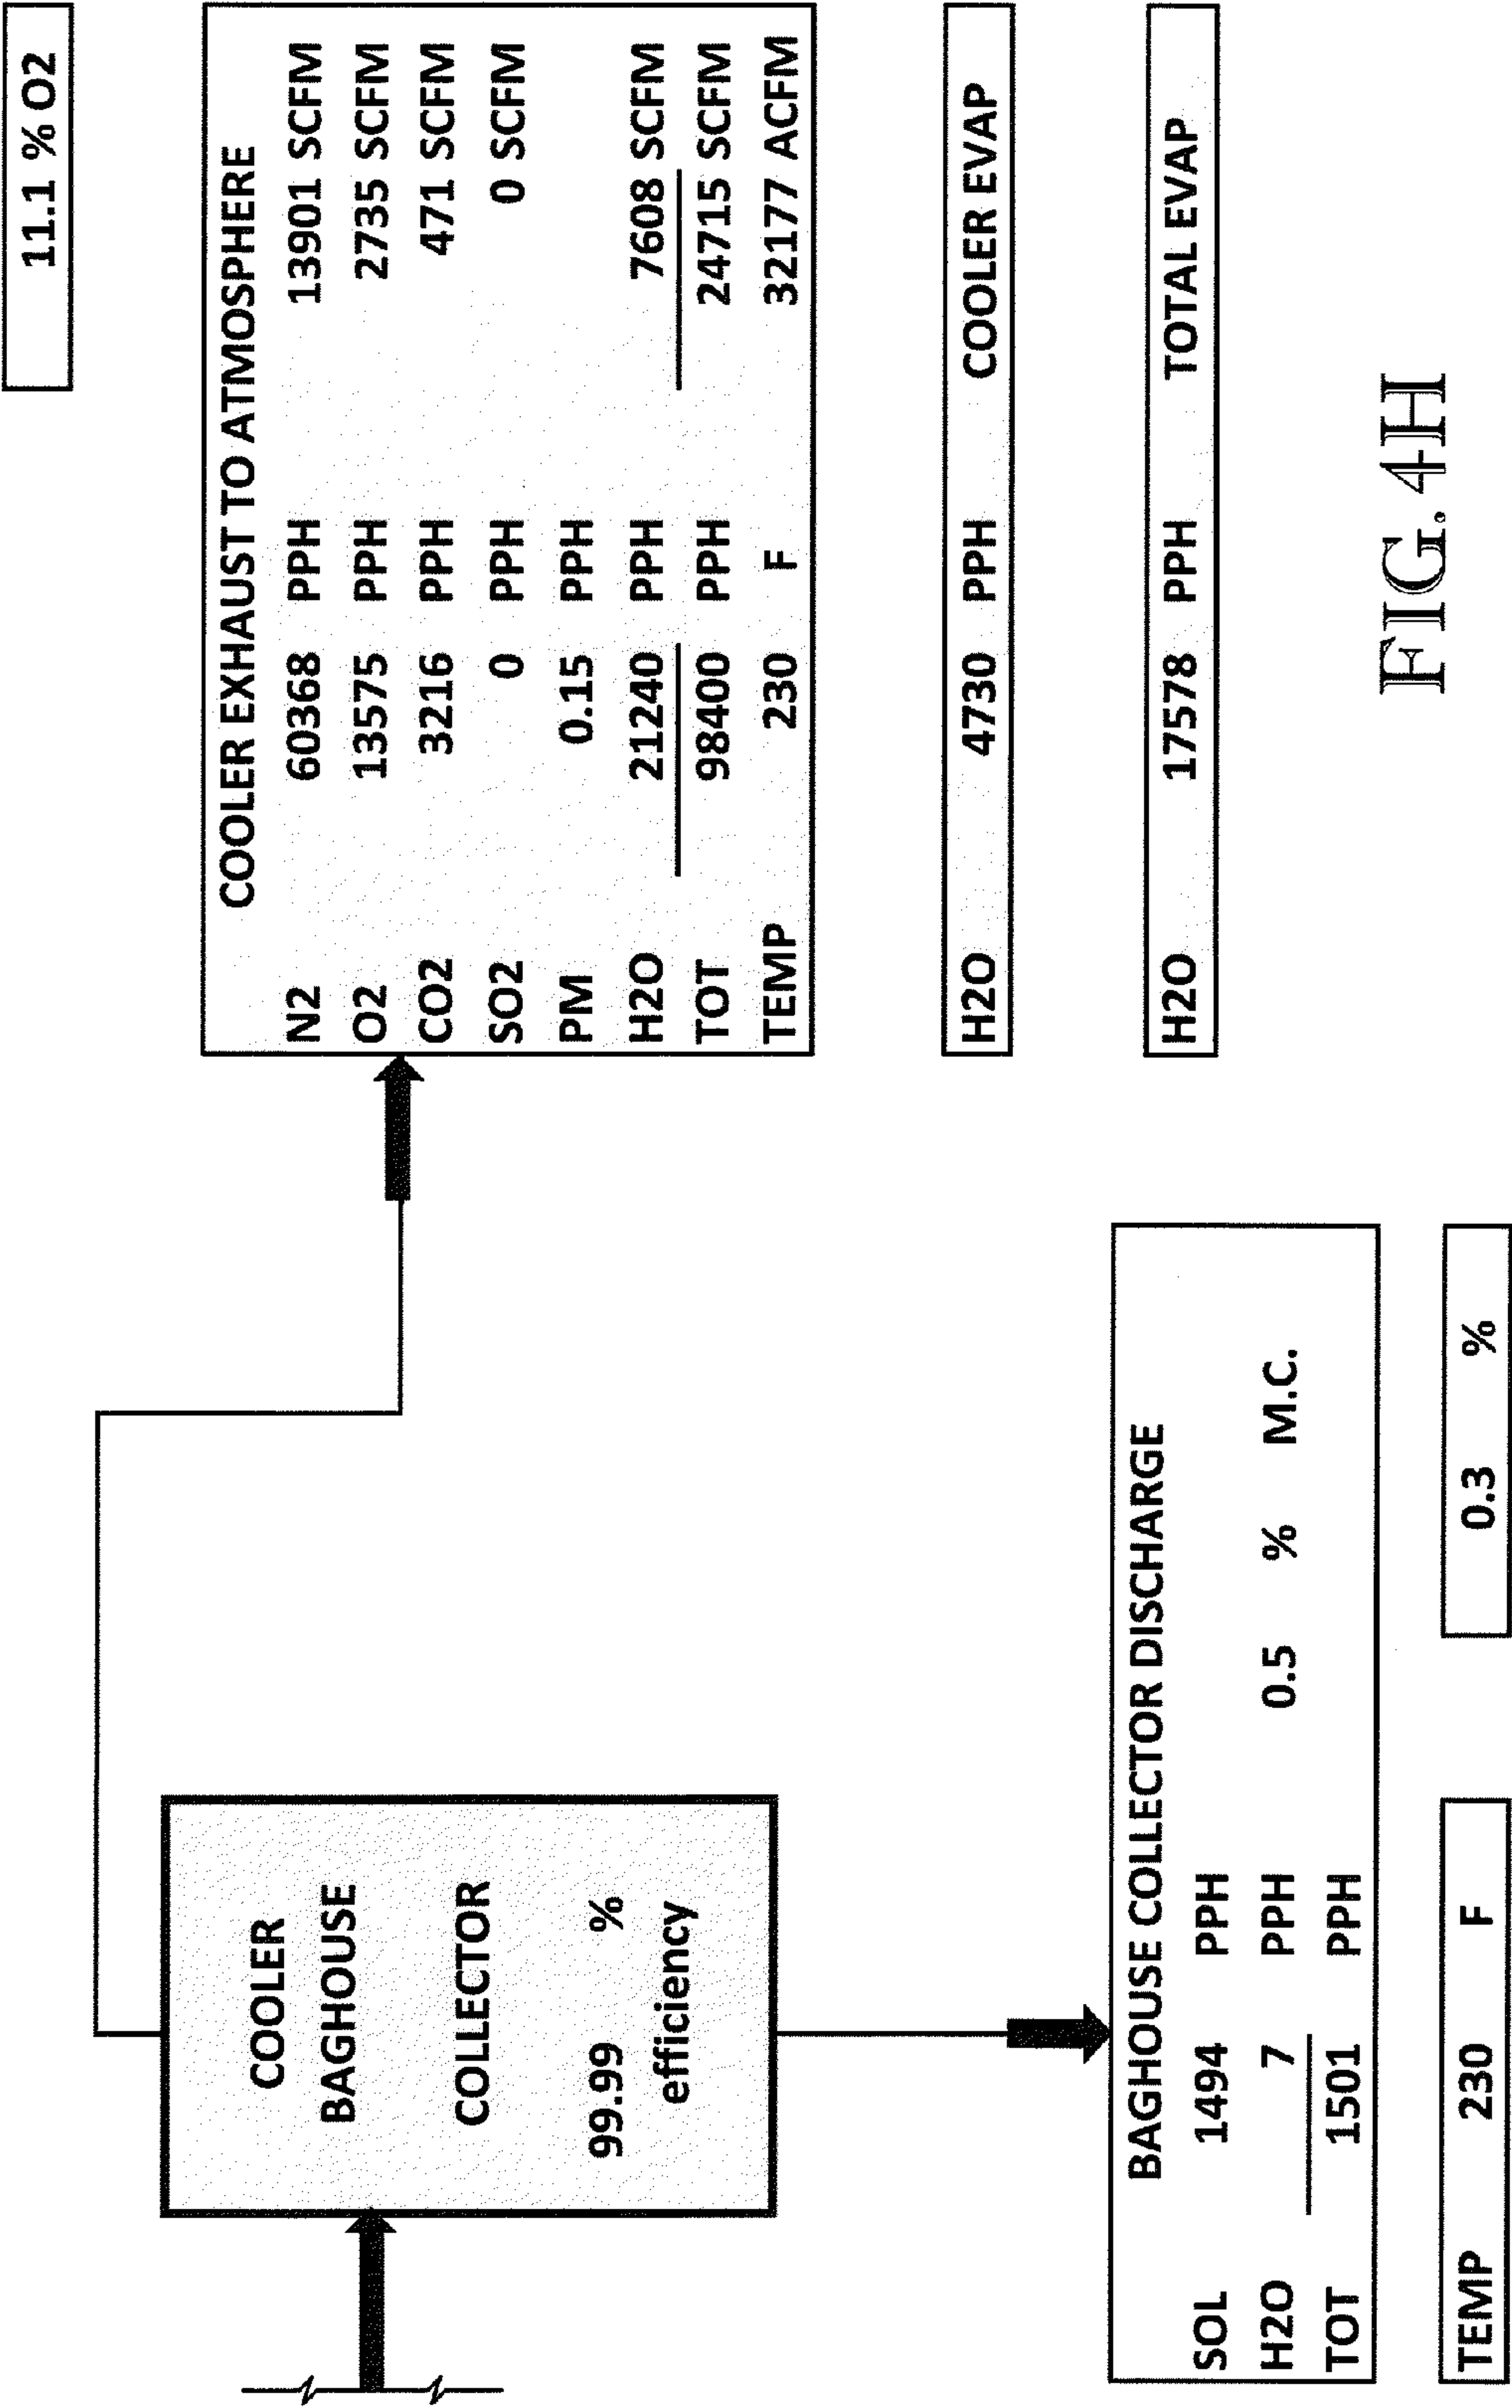 11.1 % O2
COOLER EXHAUST TO ATMOSPHERE
N2 60368 PPH 13901 SCFM
O2 13575 PPH 2735 SCFM
CO2 3216 PPH 471 SCFM
SO2 0 PPH 0 SCFM
PM 0.15 PPH
H2O 21240 PPH 7608 SCFM
TOT 98400 PPH 24715 SCFM
TEMP 230 F 32177 ACFM
COOLER
BAGHOUSE
COLLECTOR
99.99 %
efficiency
H2O 4730 PPH COOLER EVAP
BAGHOUSE COLLECTOR DISCHARGE
SOL 1494 PPH
H2O 7 PPH 0.5 % M.C.
TOT 1501 PPH
H2O 17578 PPH TOTAL EVAP
TEMP 230 F
0.3 %
FIG. 4H